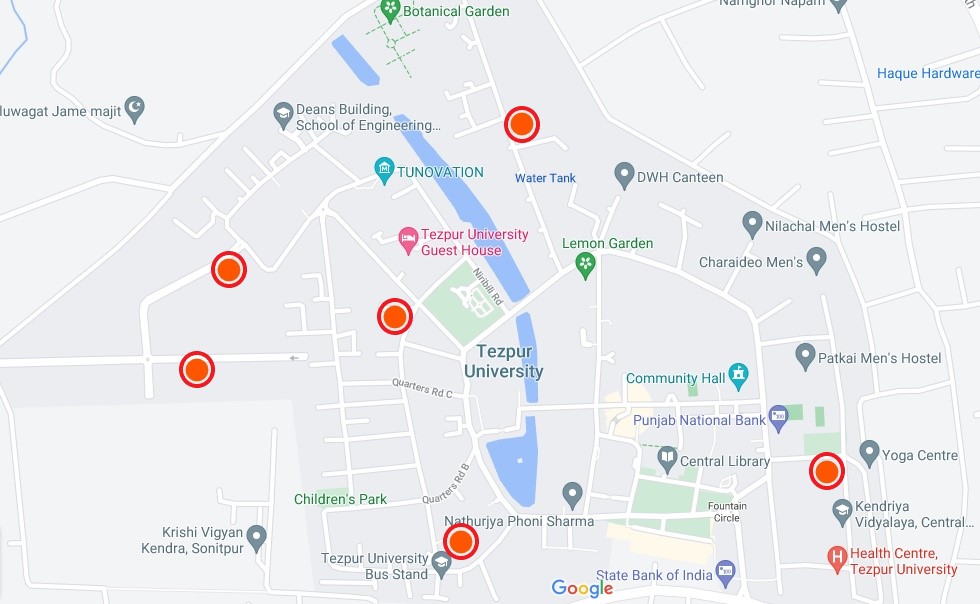 Namghor Napam
Botanical Garden
Haque Hardware
luwagat Jame majit
Deans Building,
School of Engineering...
TUNOVATION
Water Tank
DWH Canteen
Tezpur University
Guest House
Nilachal Men's Hostel
Lemon Garden
Charaideo Men's
Niribili Rd
Tezpur
University
Patkai Men's Hostel
Community Hall
Quarters Rd C
Punjab National Bank
Central Library
Yoga Centre
Quarters Rd B
Children's Park
Nathurjya Phoni Sharma
Fountain
Circle
Kendriya
Vidyalaya, Central...
Krishi Vigyan
Kendra, Sonitpur
Tezpur University
Bus Stand
Health Centre,
Tezpur University
State Bank of India
Google